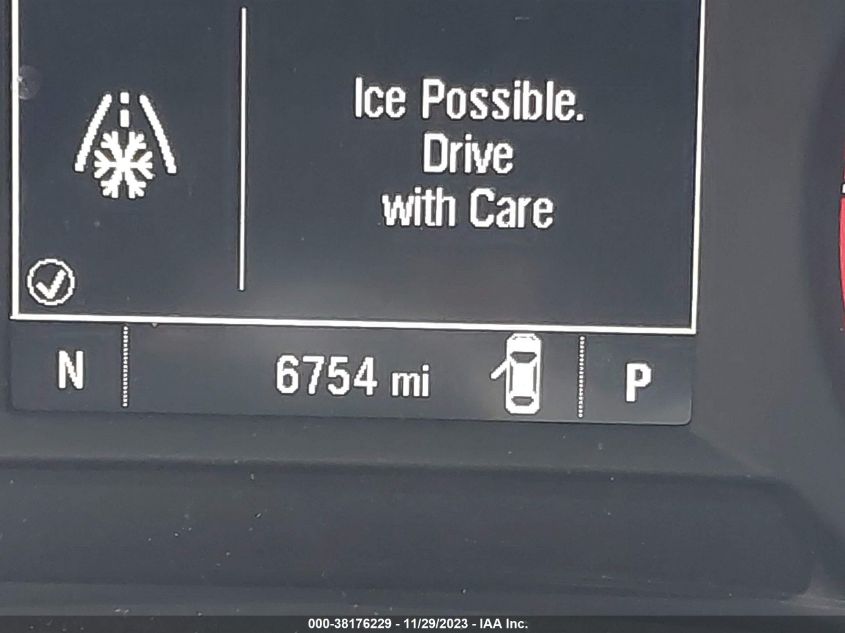 Ice Possible.
Drive
with Care
N
6754 mi
P
000-38176229 - 11/29/2023 - IAA Inc.